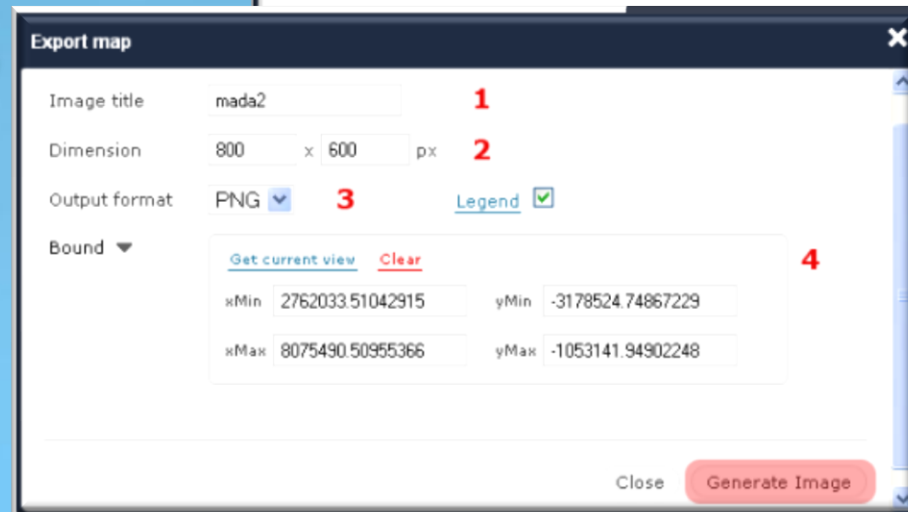 Export map
Image title mada2 1
Dimension 800 x 600 px 2
Output format PNG 3 Legend
Bound 4
Get current view Clear
xMin 2762033.51042915 yMin -3178524.74867229
xMax 8075490.50955366 yMax -1053141.94902248
Close Generate Image